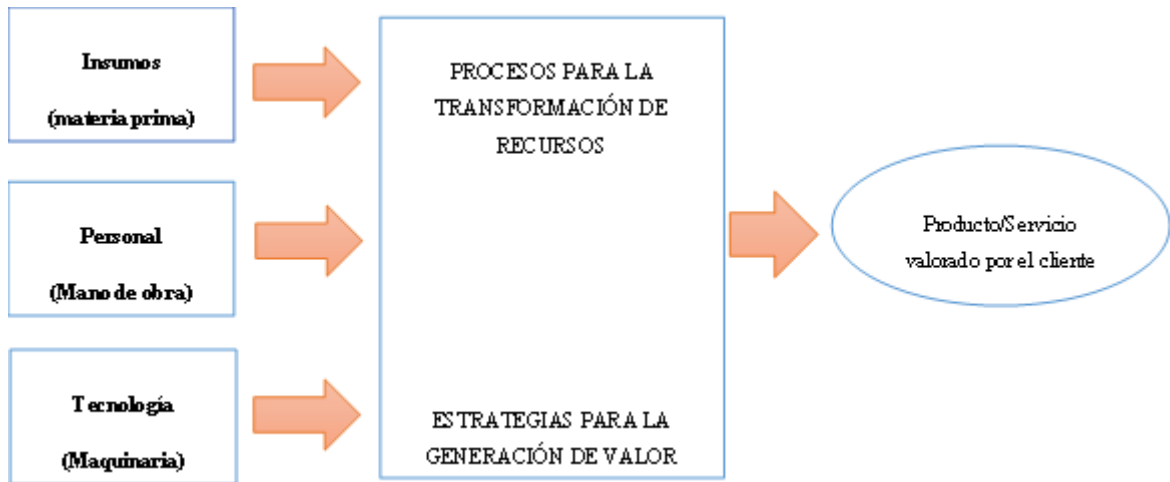 Insumos
(materia prima)
Personal
(Mano de obra)
Tecnología
(Maquinaria)
PROCESOS PARA LA
TRANSFORMACIÓN DE
RECURSOS
ESTRATEGIAS PARA LA
GENERACIÓN DE VALOR
Producto/Servicio
valorado por el cliente